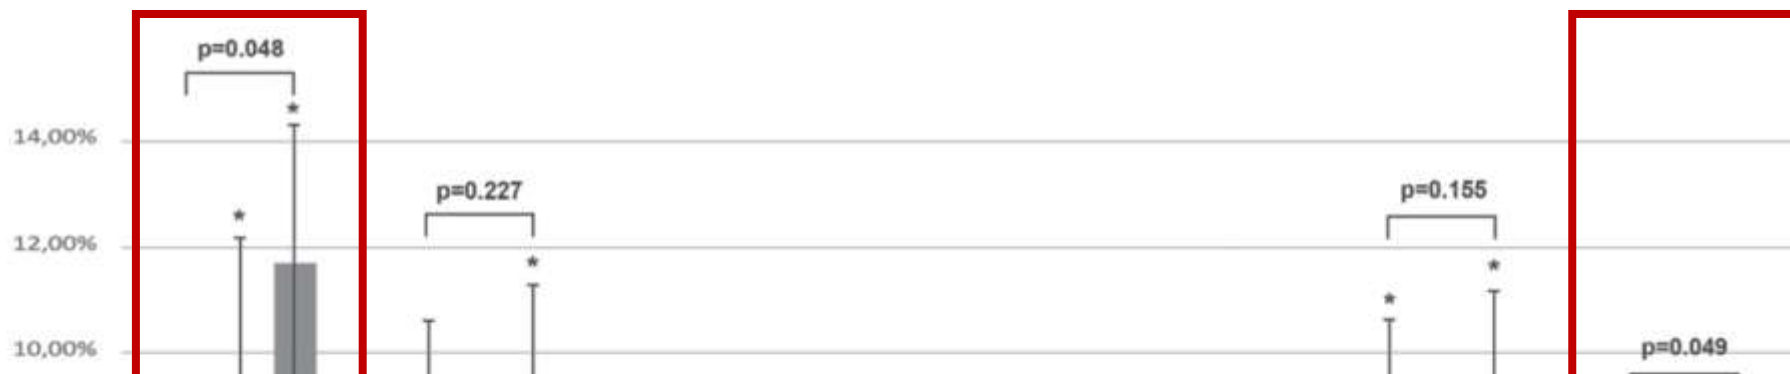 p=0.048
*
14,00%
p=0.227
p=0.155
*
12,00%
*
*
*
10,00%
p=0.049